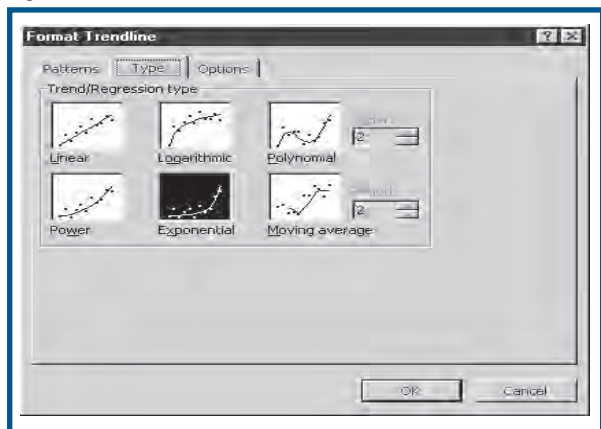 Format Trendline
Patterns Type Options
Trend/Regression type
Linear Logarithmic Polynomial
2
Power Exponential Moving average
2
OK Cancel